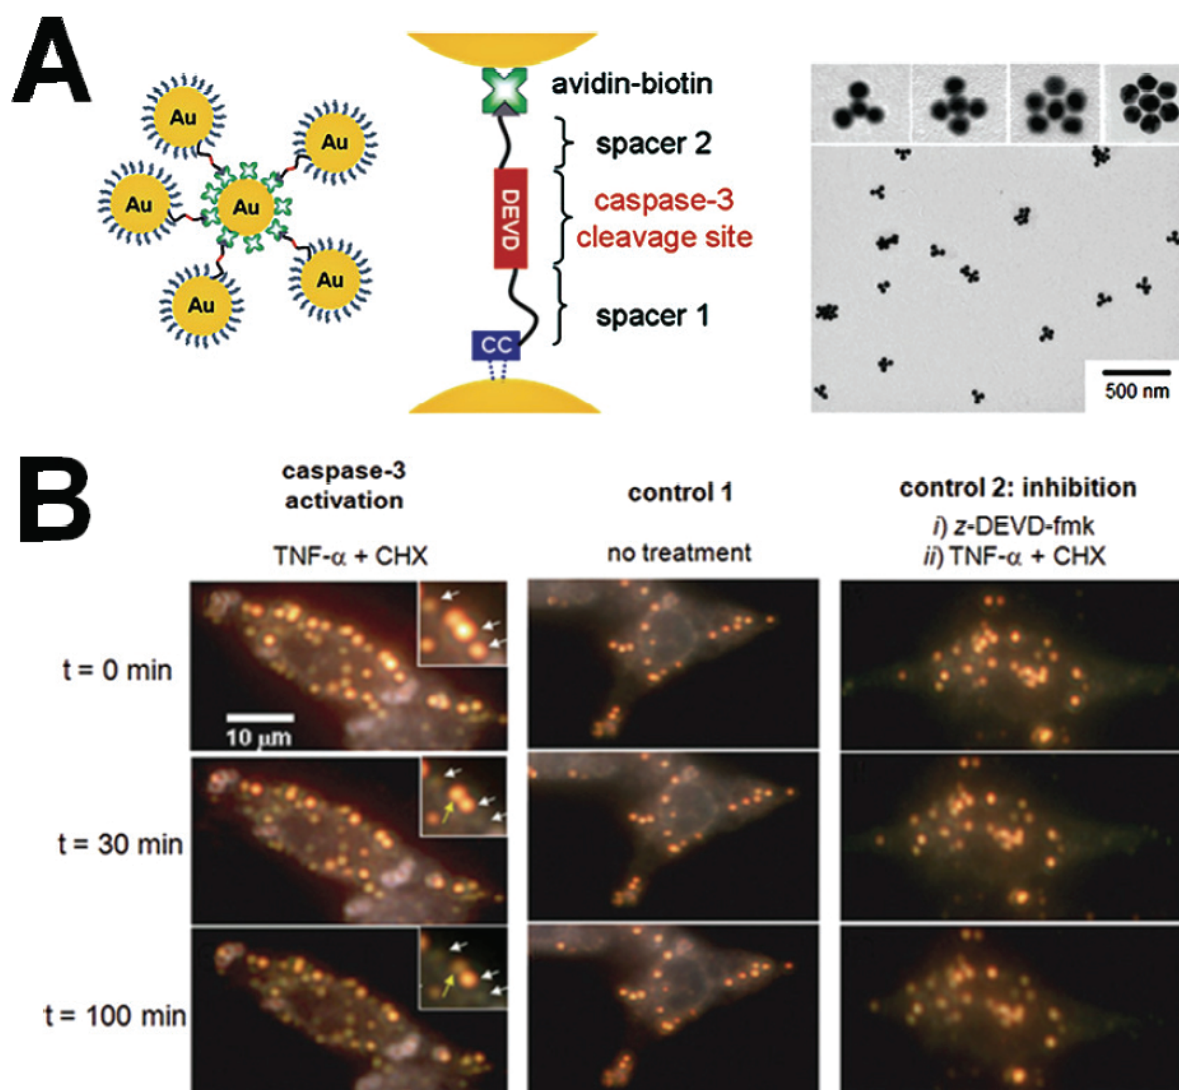 A
Au
Au
Au
Au
Au
Au
avidin-biotin
spacer 2
DEVD
caspase-3
cleavage site
spacer 1
CC
500 nm
B
caspase-3
activation
TNF-α + CHX
control 1
no treatment
control 2: inhibition
i) z-DEVD-fmk
ii) TNF-α + CHX
t = 0 min
10 μm
t = 30 min
t = 100 min